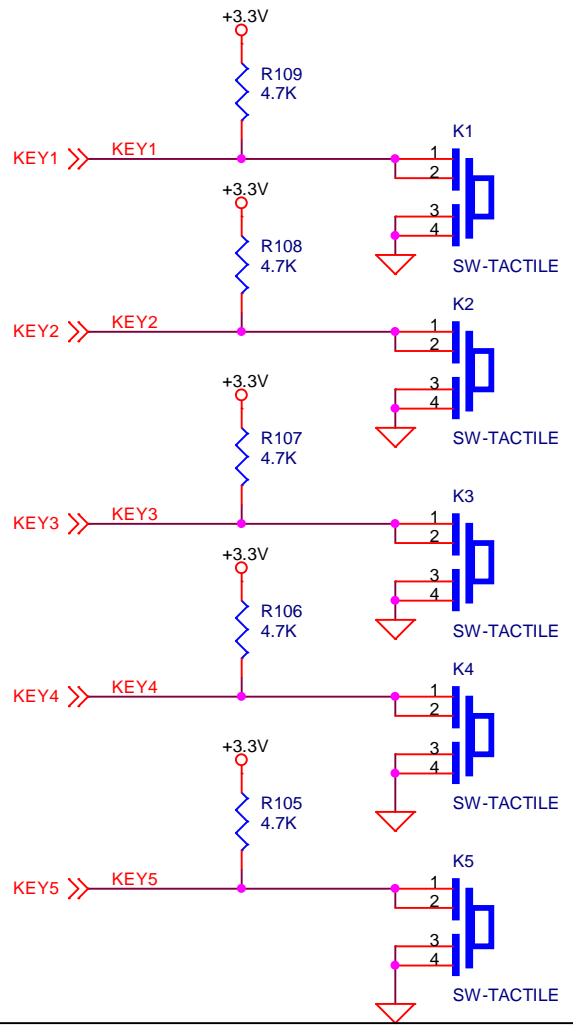 +3.3V
R109
4.7K
K1
KEY1
KEY1
1
2
3
4
SW-TACTILE
+3.3V
R108
4.7K
K2
KEY2
KEY2
1
2
3
4
SW-TACTILE
+3.3V
R107
4.7K
K3
KEY3
KEY3
1
2
3
4
SW-TACTILE
+3.3V
R106
4.7K
K4
KEY4
KEY4
1
2
3
4
SW-TACTILE
+3.3V
R105
4.7K
K5
KEY5
KEY5
1
2
3
4
SW-TACTILE